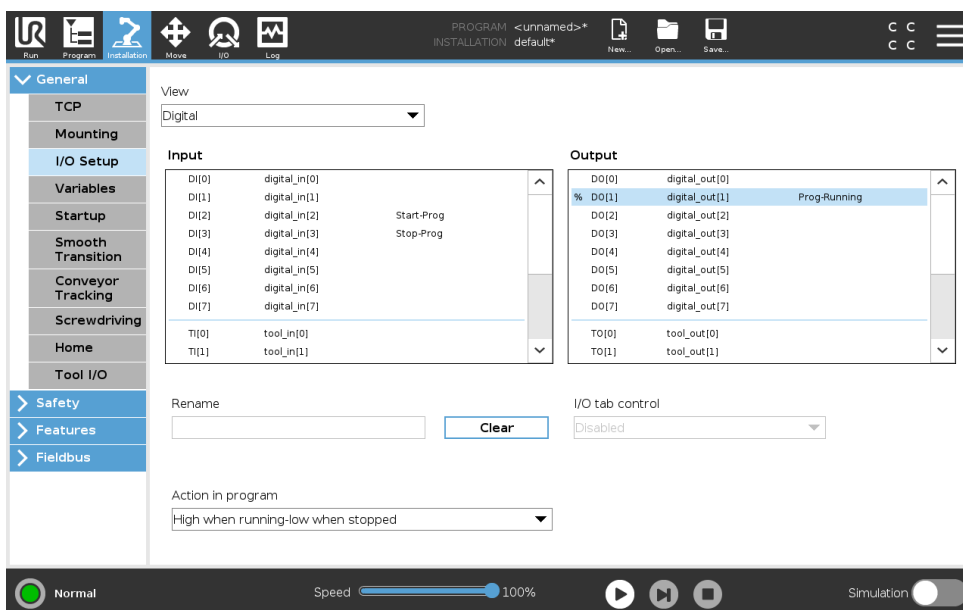 PROGRAM <unnamed>*
INSTALLATION default*
C C
C C
UR
Run
Program
Installation
Move
I/O
Log
New...
Open...
Save...
General
TCP
Mounting
I/O Setup
Variables
Startup
Smooth
Transition
Conveyor
Tracking
Screwdriving
Home
Tool I/O
Safety
Features
Fieldbus
View
Digital
Input
DI[0] digital_in[0]
DI[1] digital_in[1]
DI[2] digital_in[2] Start-Prog
DI[3] digital_in[3] Stop-Prog
DI[4] digital_in[4]
DI[5] digital_in[5]
DI[6] digital_in[6]
DI[7] digital_in[7]
TI[0] tool_in[0]
TI[1] tool_in[1]
Output
DO[0] digital_out[0]
% DO[1] digital_out[1] Prog-Running
DO[2] digital_out[2]
DO[3] digital_out[3]
DO[4] digital_out[4]
DO[5] digital_out[5]
DO[6] digital_out[6]
DO[7] digital_out[7]
TO[0] tool_out[0]
TO[1] tool_out[1]
Rename
Clear
I/O tab control
Disabled
Action in program
High when running-low when stopped
Normal
Speed 100%
Simulation